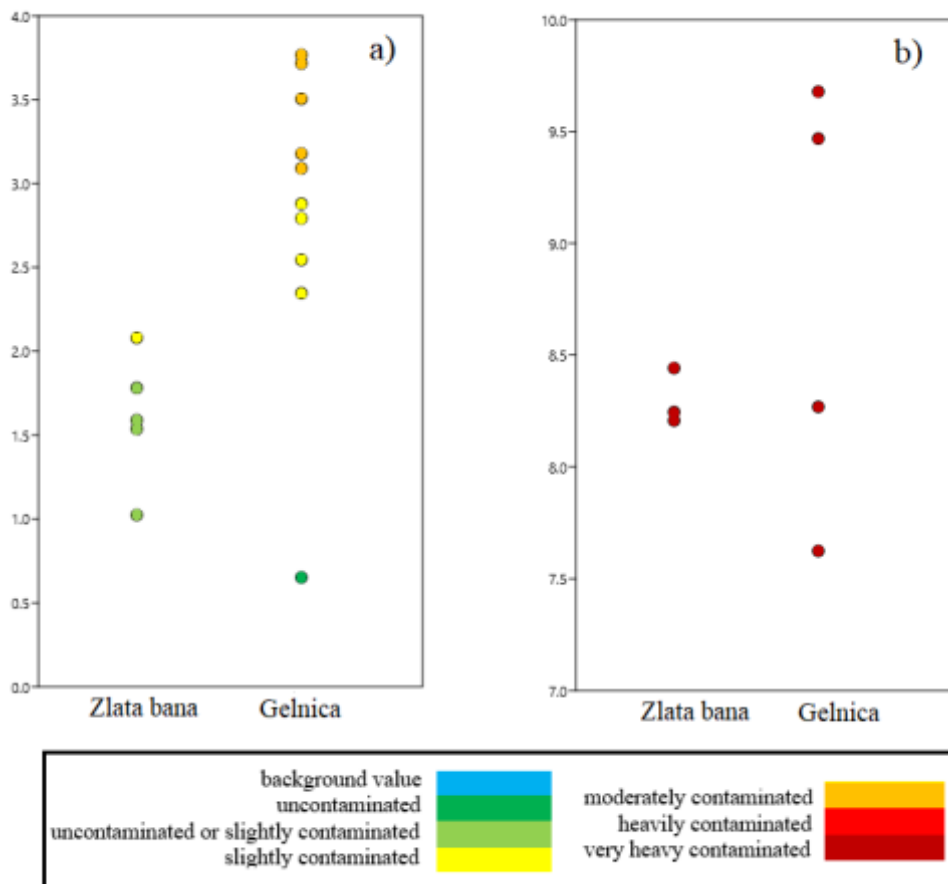 a)
4.0
3.5
3.0
2.5
2.0
1.5
1.0
0.5
0.0
Zlata bana Gelnica
b)
10.0
9.5
9.0
8.5
8.0
7.5
7.0
Zlata bana Gelnica
background value
uncontaminated
uncontaminated or slightly contaminated
slightly contaminated
moderately contaminated
heavily contaminated
very heavy contaminated